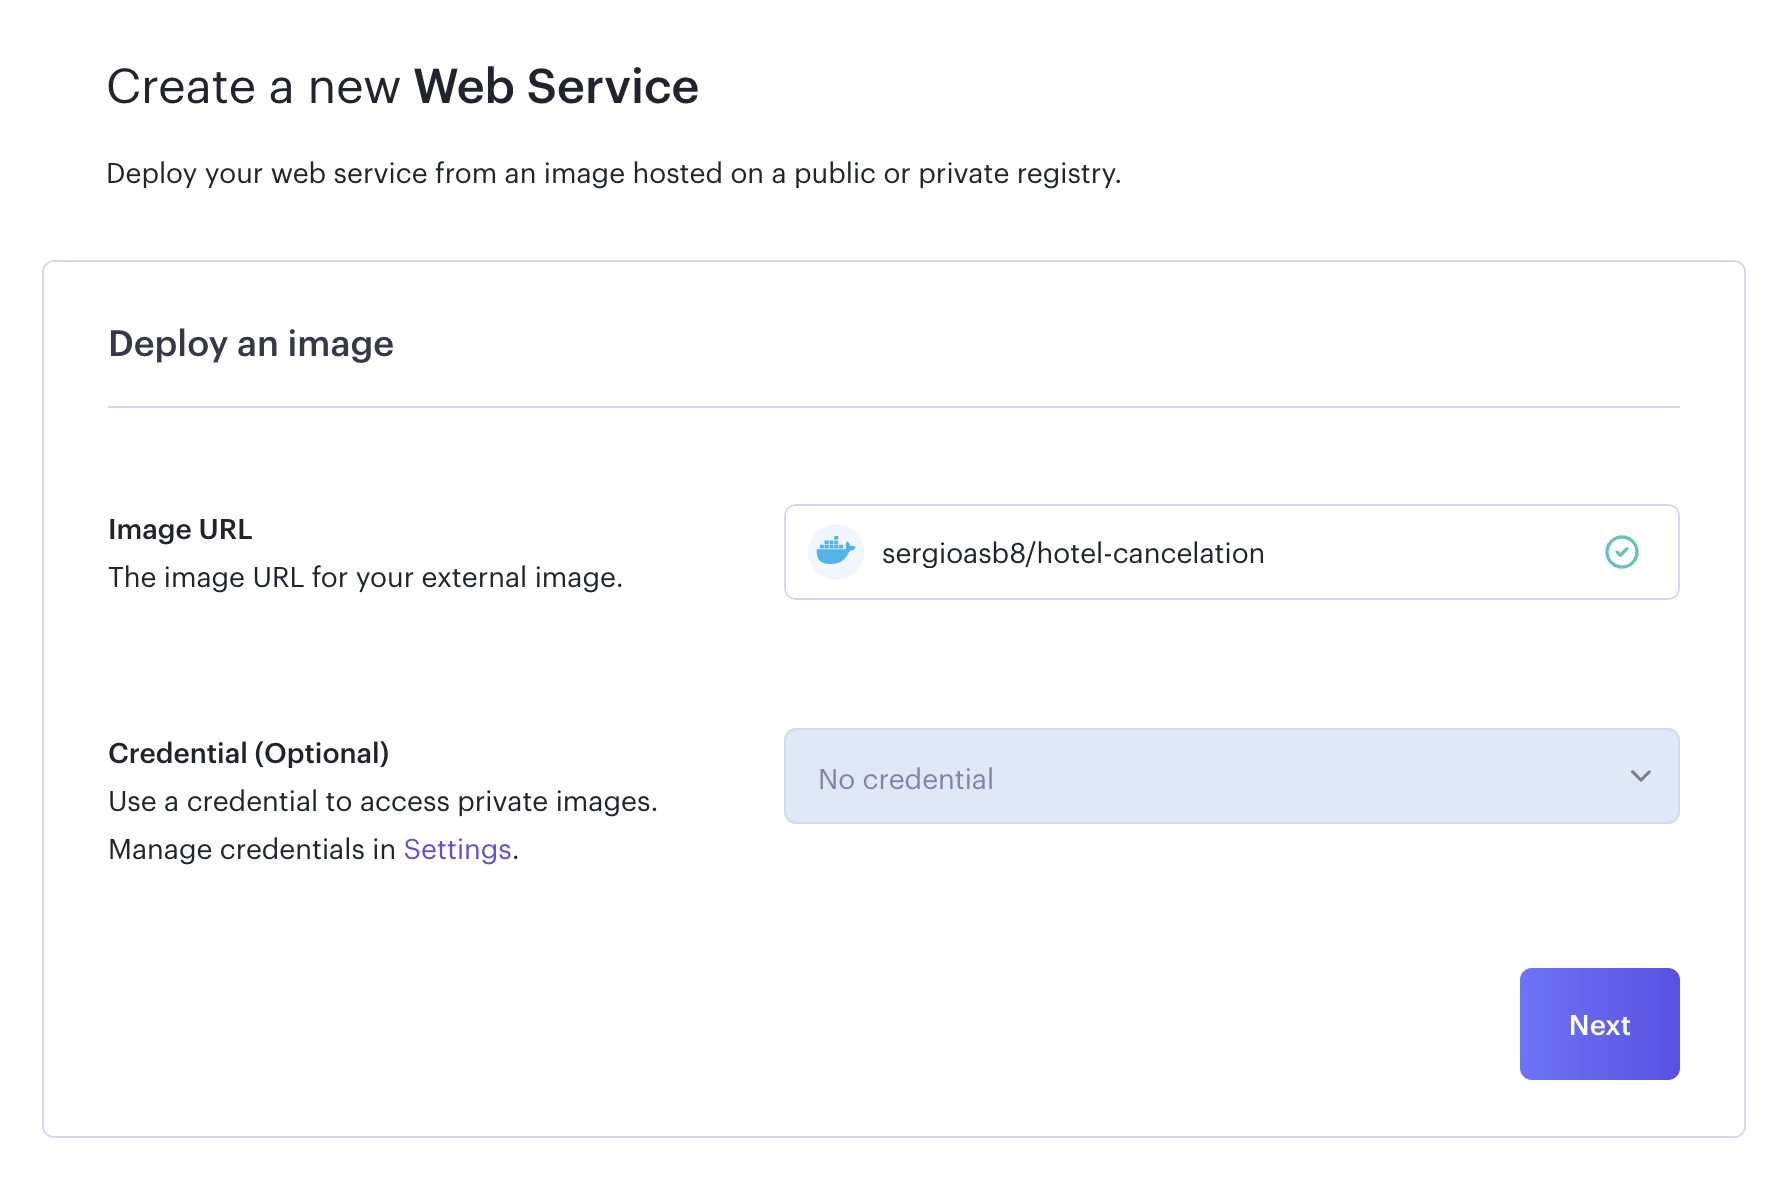 Create a new Web Service
Deploy your web service from an image hosted on a public or private registry.
Deploy an image
Image URL
The image URL for your external image.
sergioasb8/hotel-cancelation
Credential (Optional)
Use a credential to access private images.
Manage credentials in Settings.
No credential
Next